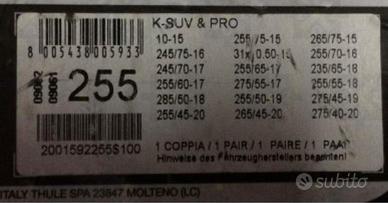 K-SUV & PRO
10-15 255/75-15 265/75-15
245/75-16 31x10.50-15 255/70-16
245/70-17 255/65-17 235/65-18
255/60-17 275/55-17 255/55-18
285/50-18 255/50-19 275/45-19
255/45-20 265/45-20 275/40-20
8 005438 005933
09062
09061
255
2001592255$100
1 COPPIA / 1 PAIR / 1 PAIRE / 1 PAAR
Hinweise des Fahrzeugherstellers beachten!
ITALY THULE SPA 23847 MOLTENO (LC)
subito